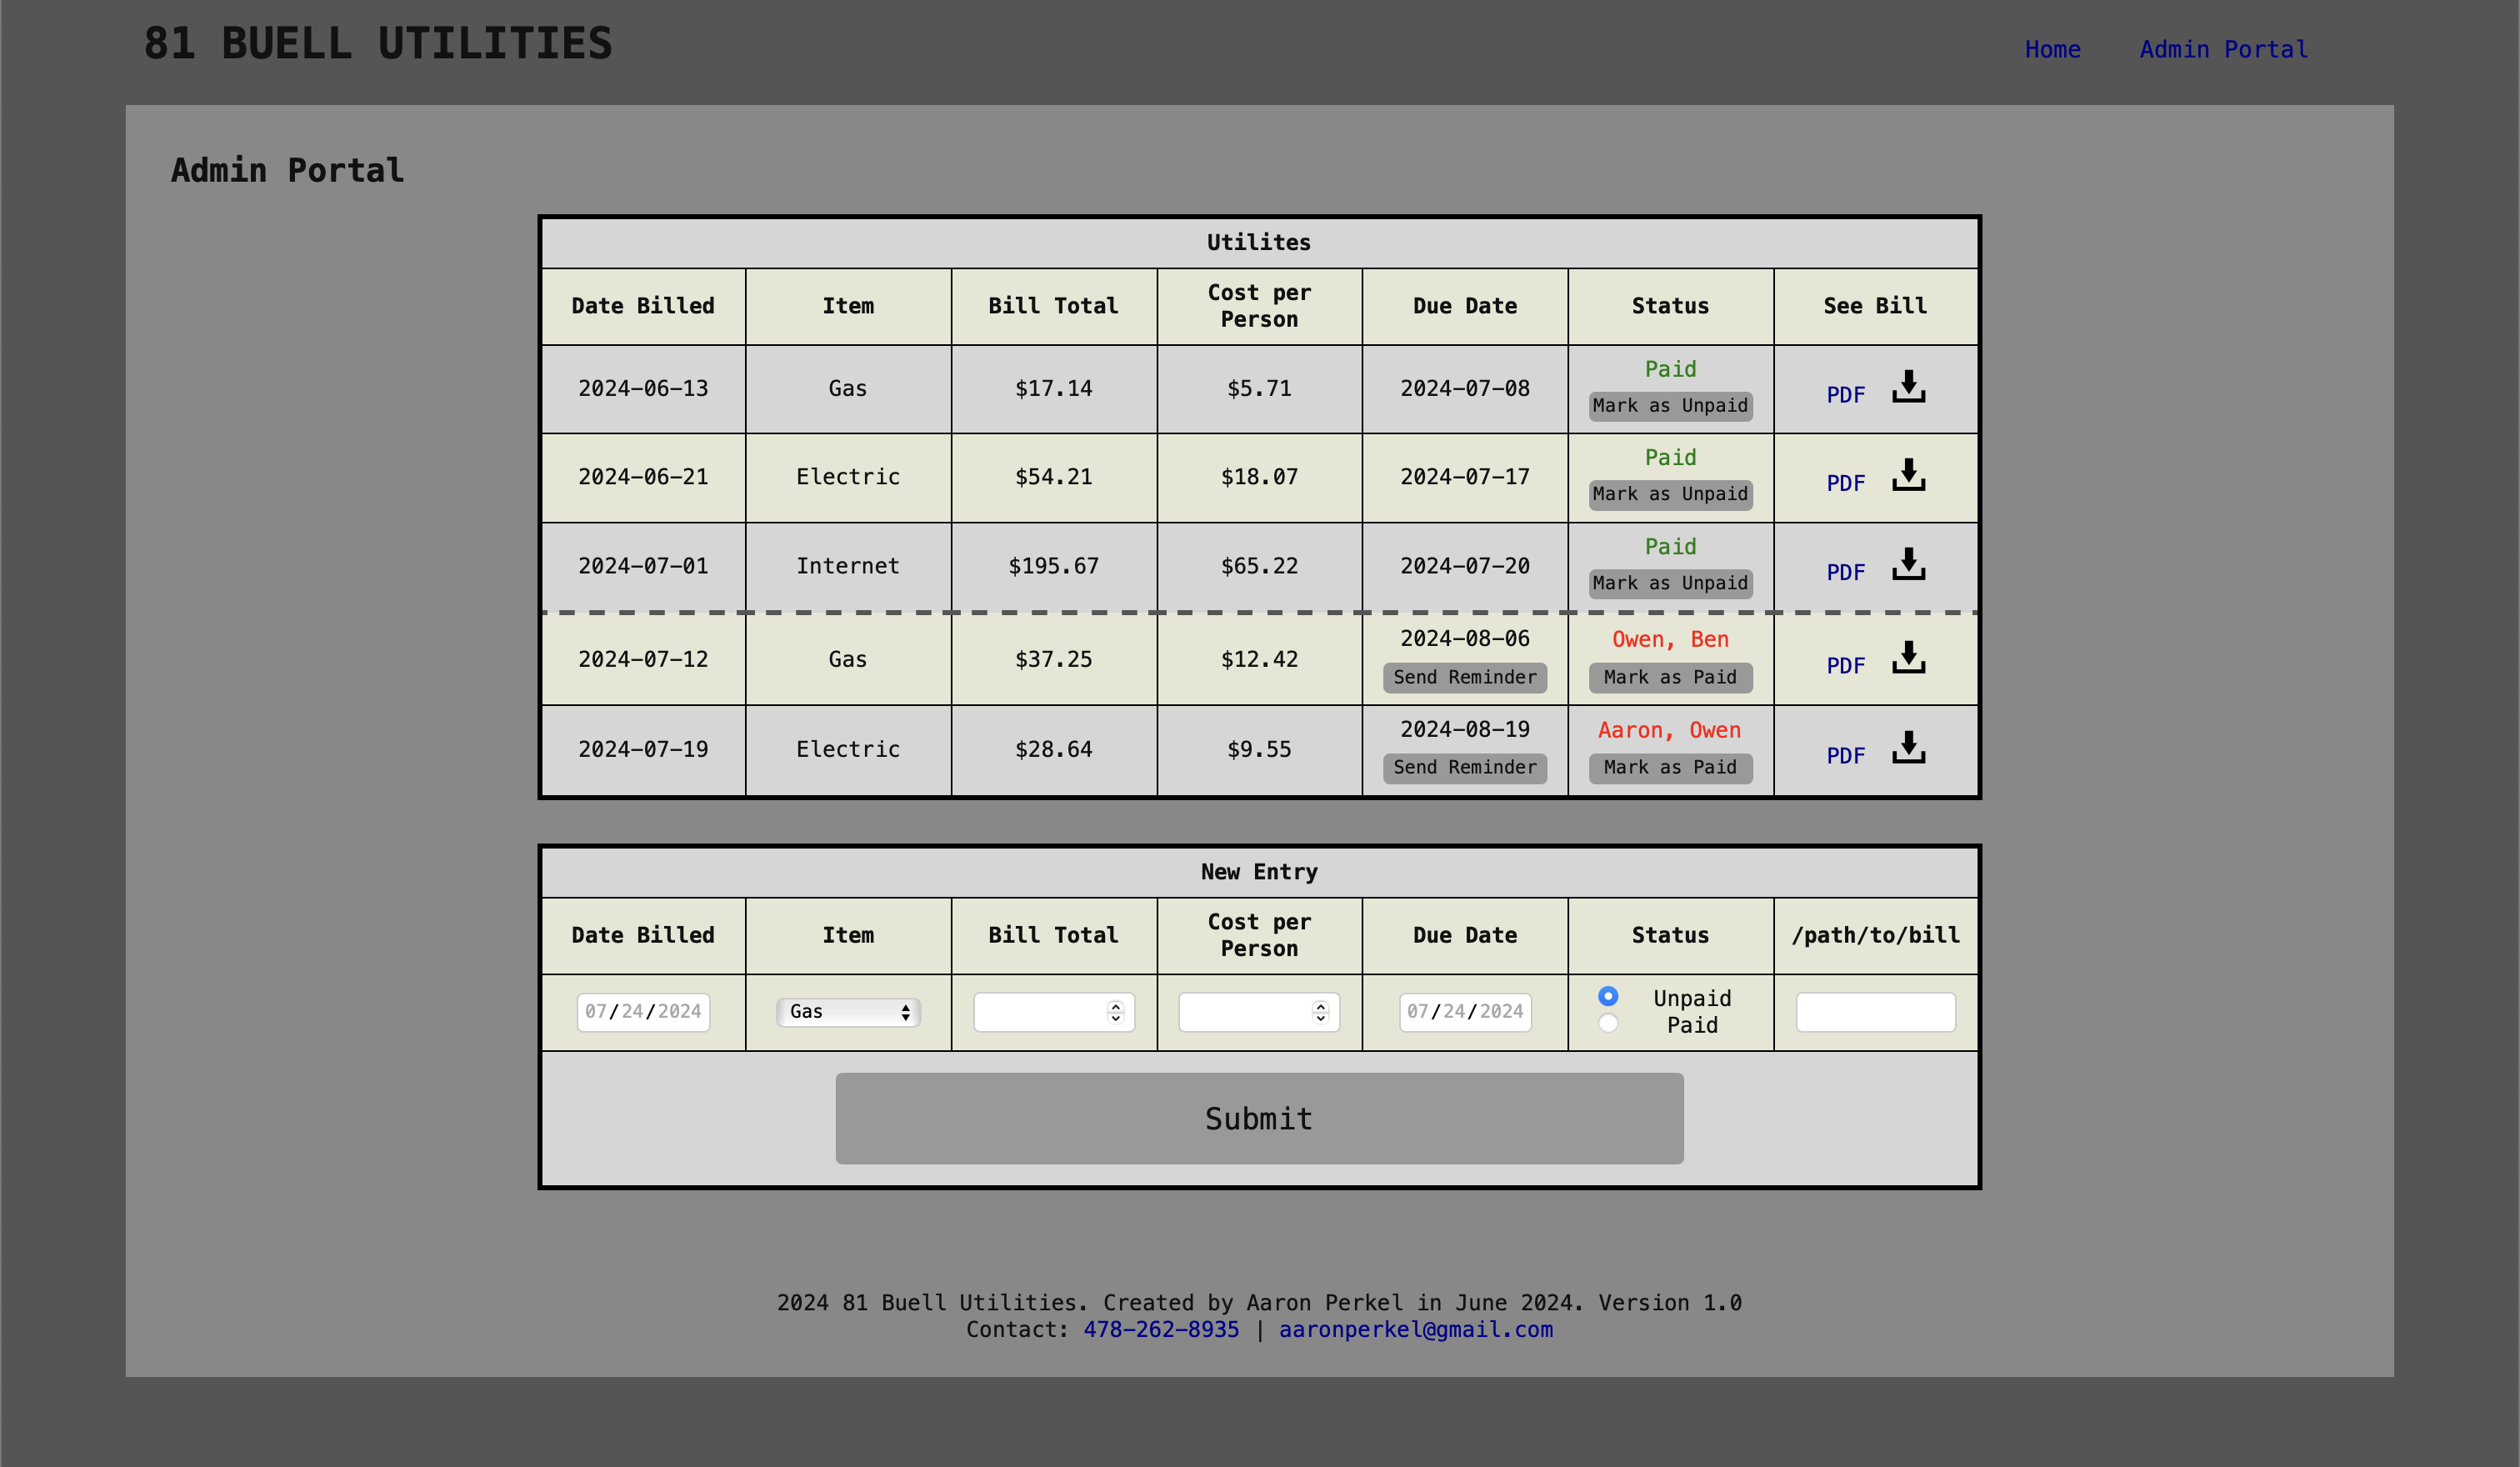 81 BUELL UTILITIES
Home Admin Portal
Admin Portal
Utilites
Date Billed Item Bill Total Cost per Person Due Date Status See Bill
2024-06-13 Gas $17.14 $5.71 2024-07-08 Paid Mark as Unpaid PDF
2024-06-21 Electric $54.21 $18.07 2024-07-17 Paid Mark as Unpaid PDF
2024-07-01 Internet $195.67 $65.22 2024-07-20 Paid Mark as Unpaid PDF
2024-07-12 Gas $37.25 $12.42 2024-08-06 Send Reminder Owen, Ben Mark as Paid PDF
2024-07-19 Electric $28.64 $9.55 2024-08-19 Send Reminder Aaron, Owen Mark as Paid PDF
New Entry
Date Billed Item Bill Total Cost per Person Due Date Status /path/to/bill
07/24/2024 Gas 07/24/2024 Unpaid Paid
Submit
2024 81 Buell Utilities. Created by Aaron Perkel in June 2024. Version 1.0
Contact: 478-262-8935 | aaronperkel@gmail.com